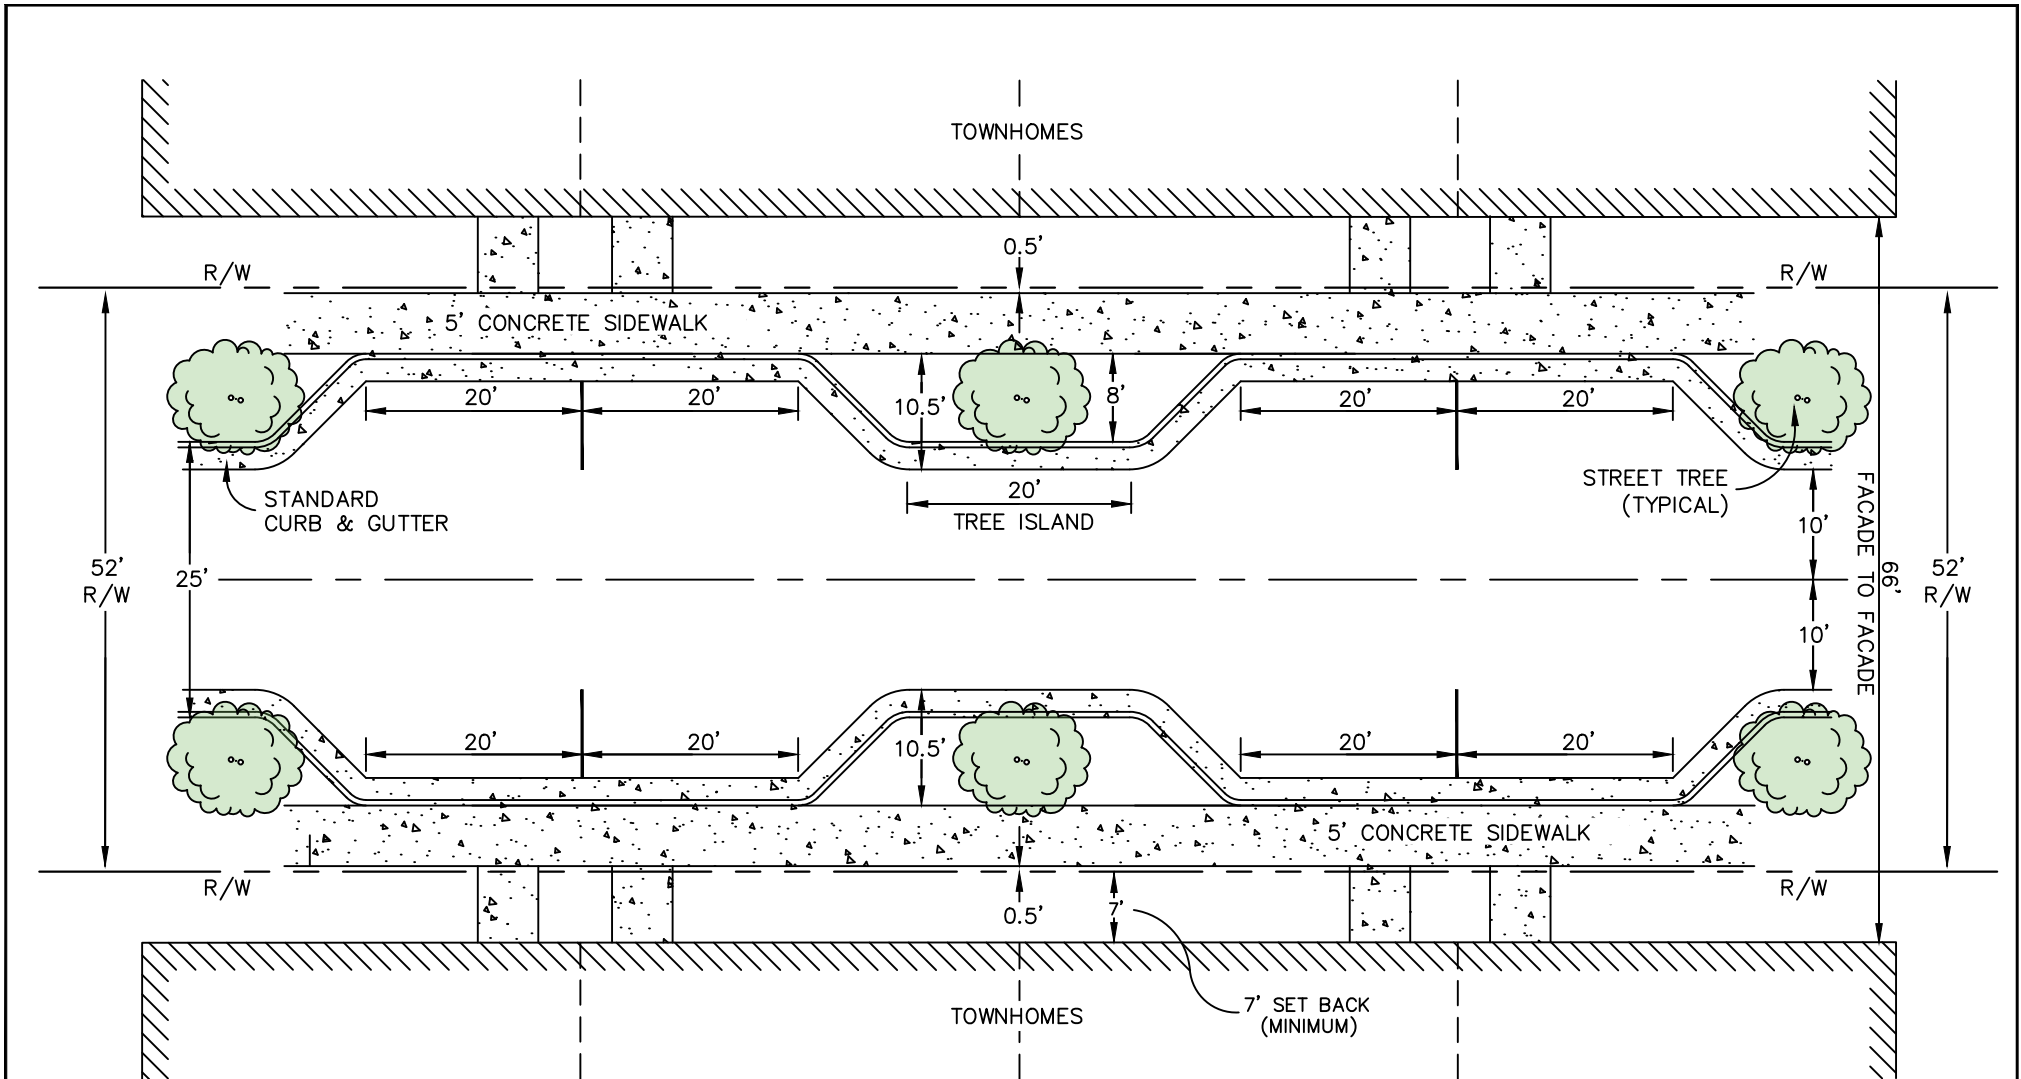 TOWNHOMES
0.5'
R/W
R/W
5' CONCRETE SIDEWALK
20'
20'
10.5'
8'
20'
20'
STANDARD
CURB & GUTTER
20'
TREE ISLAND
STREET TREE
(TYPICAL)
10'
52'
R/W
25'
FACADE TO FACADE
66'
52'
R/W
10'
20'
20'
10.5'
20'
20'
5' CONCRETE SIDEWALK
R/W
R/W
0.5'
7'
TOWNHOMES
7' SET BACK
(MINIMUM)